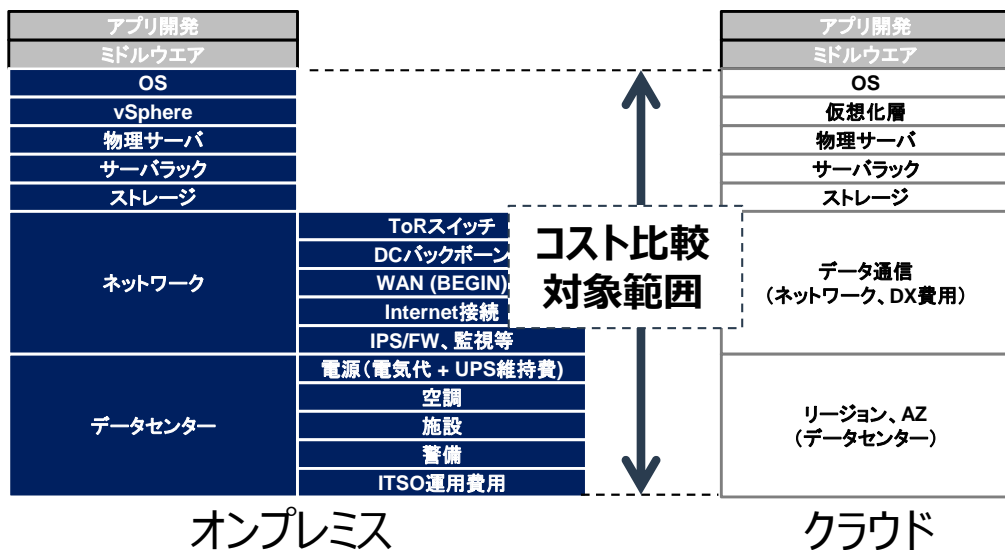 アプリ開発
ミドルウエア
OS
vSphere
物理サーバ
サーバラック
ストレージ
ネットワーク
ToRスイッチ
DCバックボーン
WAN (BEGIN)
Internet接続
IPS/FW、監視等
データセンター
電源(電気代 + UPS維持費)
空調
施設
警備
ITSO運用費用
オンプレミス
コスト比較
対象範囲
アプリ開発
ミドルウエア
OS
仮想化層
物理サーバ
サーバラック
ストレージ
データ通信
(ネットワーク、DX費用)
リージョン、AZ
(データセンター)
クラウド